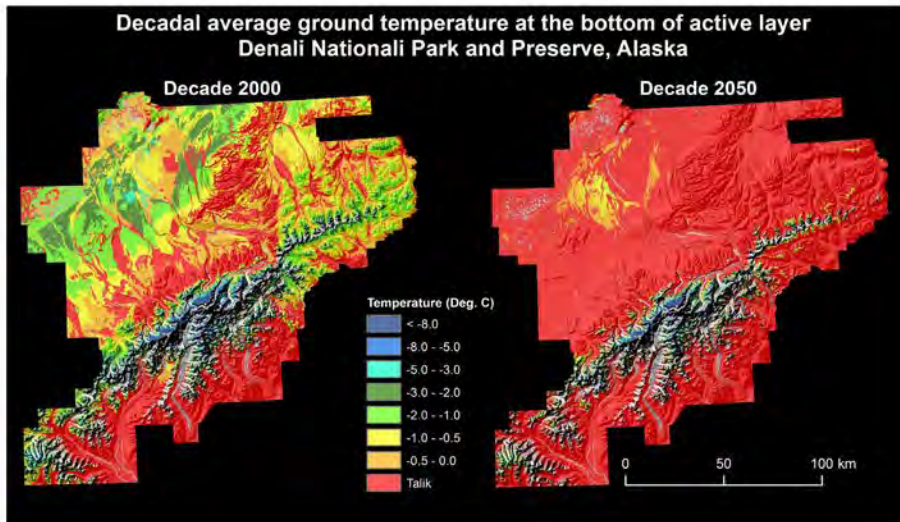 Decadal average ground temperature at the bottom of active layer
Denali Nationali Park and Preserve, Alaska
Decade 2000
Decade 2050
Temperature (Deg. C)
< -8.0
-8.0 - -5.0
-5.0 - -3.0
-3.0 - -2.0
-2.0 - -1.0
-1.0 - -0.5
-0.5 - 0.0
Talik
0 50 100 km